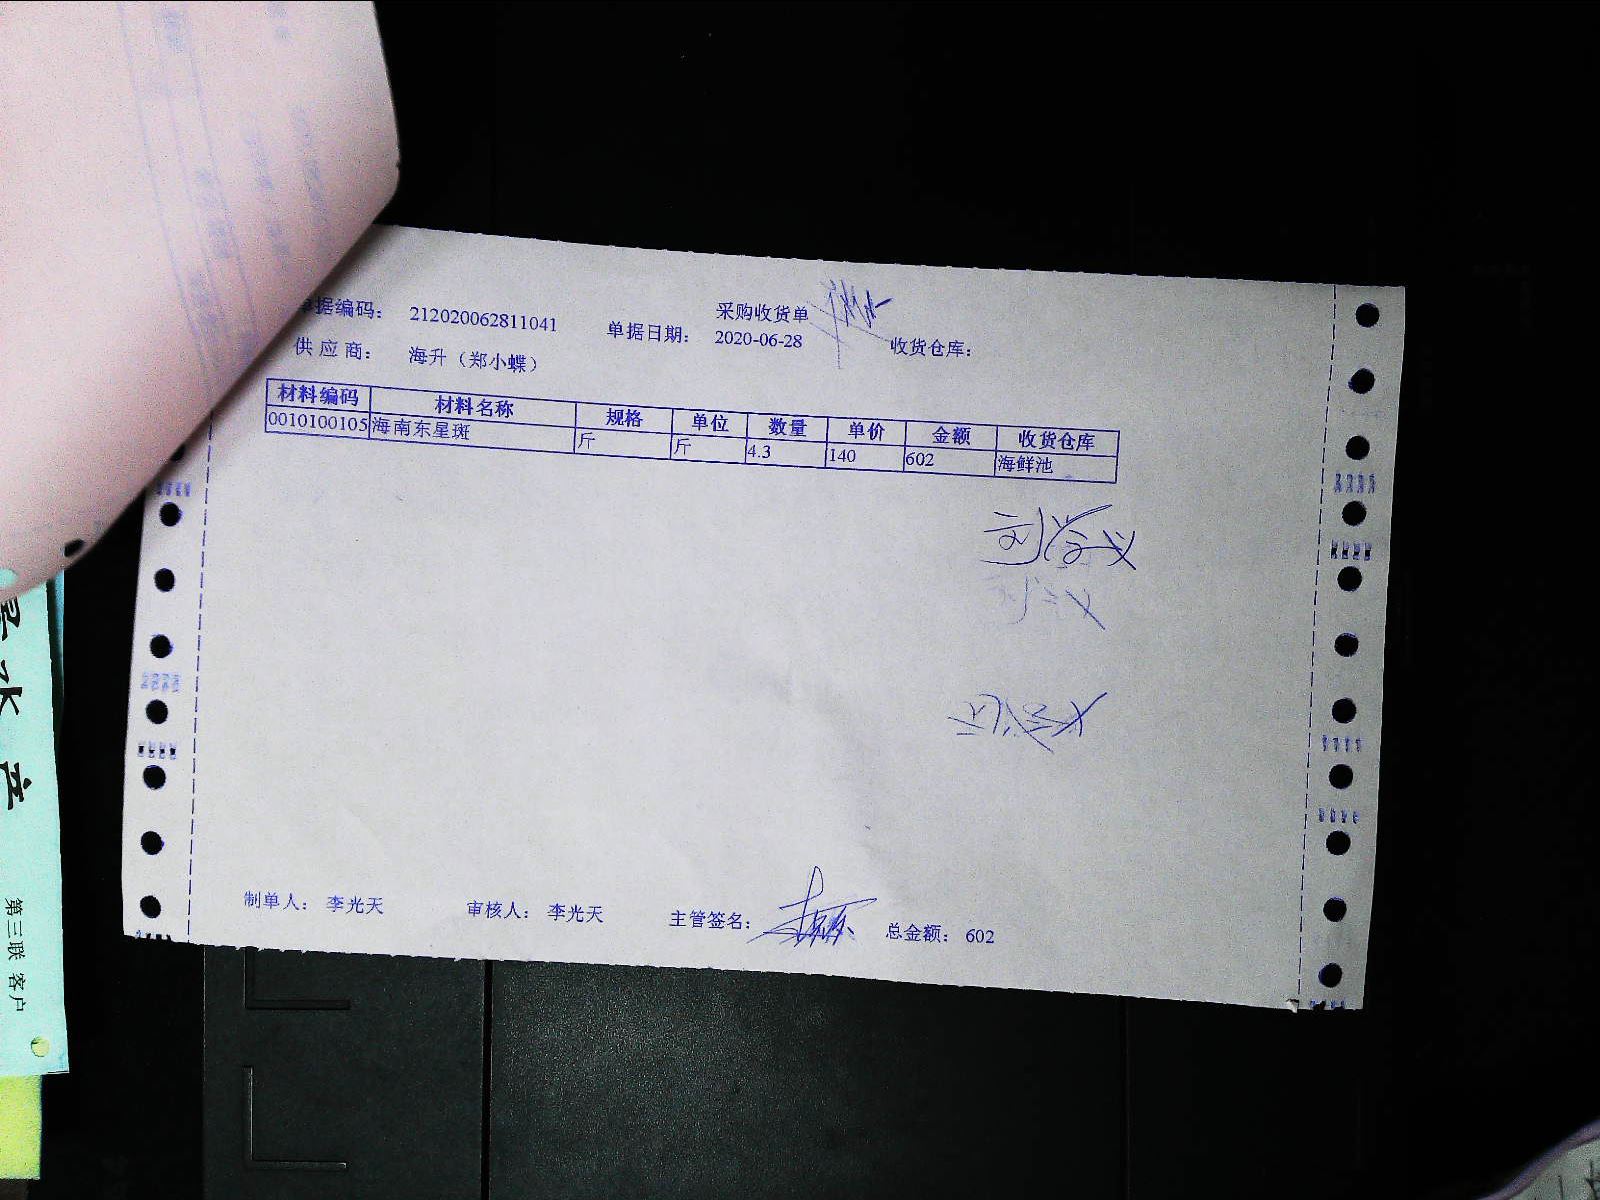 采购收货单
单据编码： 212020062811041 单据日期： 2020-06-28 收货仓库：
供 应 商： 海升（郑小蝶）
材料编码 材料名称 规格 单位 数量 单价 金额 收货仓库
0010100105 海南东星斑 斤 斤 4.3 140 602 海鲜池
制单人： 李光天 审核人： 李光天 主管签名： 总金额： 602
水 产
第三联 客户